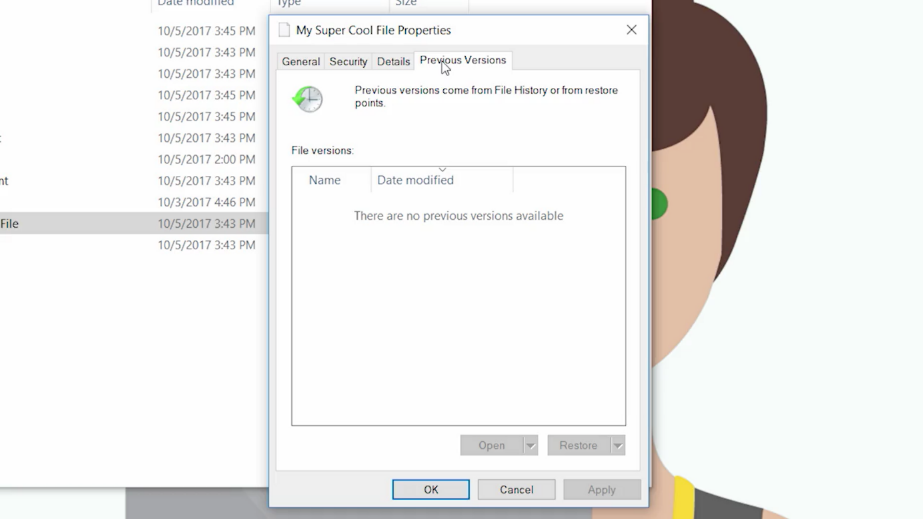 Date modified Type Size
My Super Cool File Properties
General Security Details Previous Versions
Previous versions come from File History or from restore
points.
File versions:
Name Date modified
There are no previous versions available
Open Restore
OK Cancel Apply
10/5/2017 3:45 PM
10/5/2017 3:43 PM
10/5/2017 3:43 PM
10/5/2017 3:45 PM
10/5/2017 3:45 PM
10/5/2017 3:43 PM
10/5/2017 2:00 PM
nt 10/5/2017 3:43 PM
10/3/2017 4:46 PM
File 10/5/2017 3:43 PM
10/5/2017 3:43 PM